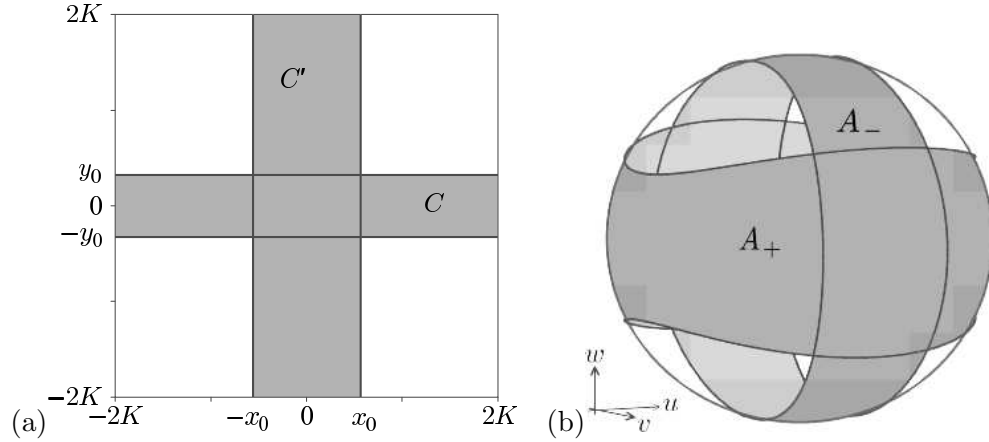 2K
y₀
0
−y₀
−2K
−2K −x₀ 0 x₀ 2K
C′
C
(a)
A₋
A₊
w
u
v
(b)